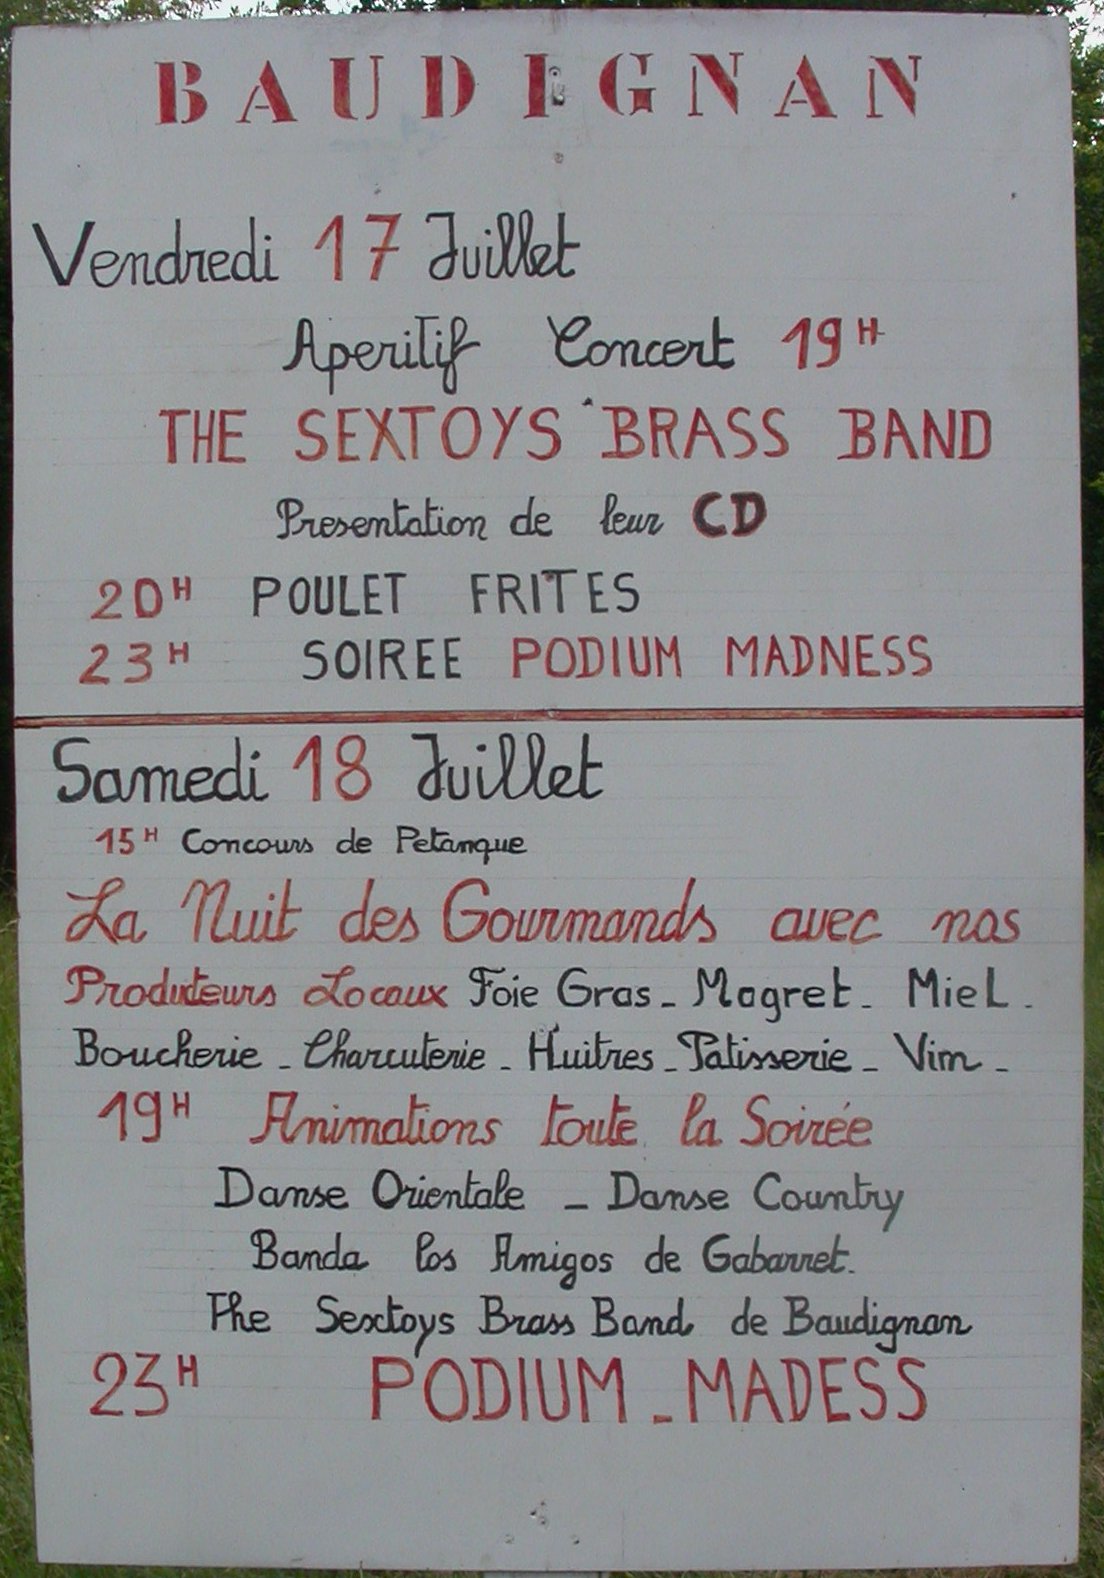 BAUDIGNAN
Vendredi 17 Juillet
Aperitif Concert 19H
THE SEXTOYS BRASS BAND
Presentation de leur CD
20H POULET FRITES
23H SOIREE PODIUM MADNESS
Samedi 18 Juillet
15H Concours de Petanque
La Nuit des Gourmands avec nos
Produteurs Locaux Foie Gras - Magret - Miel.
Boucherie - Charcuterie - Huitres - Patisserie - Vin -
19H Animations toute la Soirée
Danse Orientale - Danse Country
Banda los Amigos de Gabarret.
The Sextoys Brass Band de Baudignan
23H PODIUM - MADESS